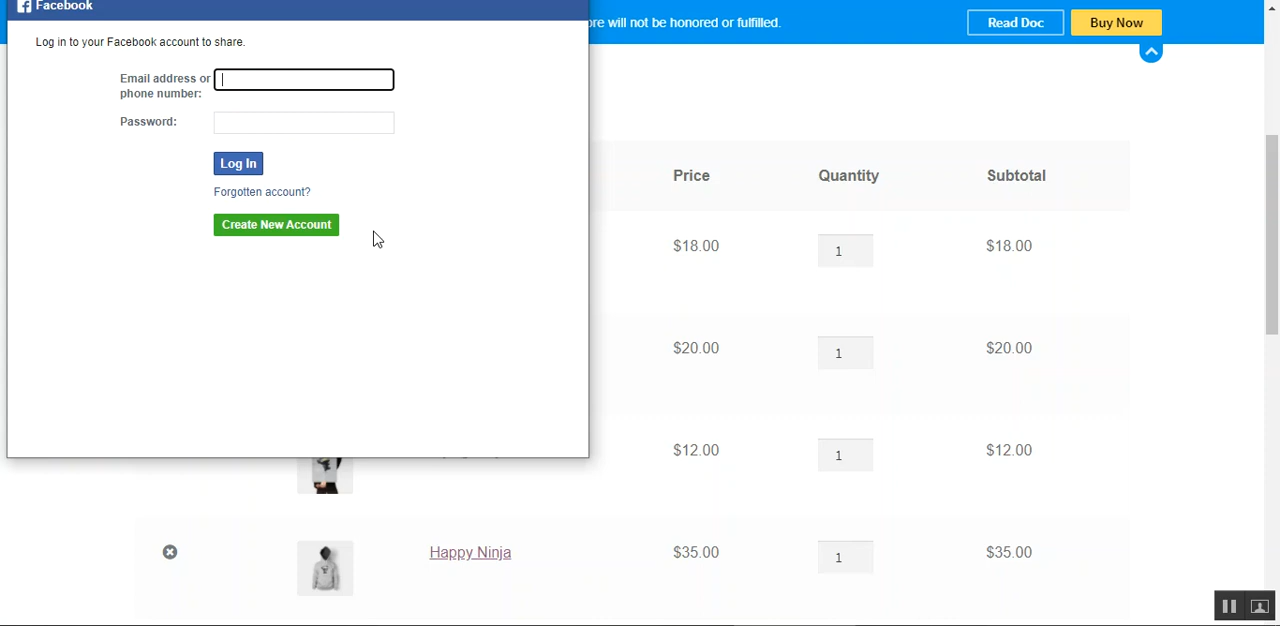 Facebook
ore will not be honored or fulfilled.
Read Doc
Buy Now
Log in to your Facebook account to share.
Email address or
phone number:
Password:
Log In
Forgotten account?
Create New Account
Price
Quantity
Subtotal
$18.00
1
$18.00
$20.00
1
$20.00
$12.00
1
$12.00
Happy Ninja
$35.00
1
$35.00